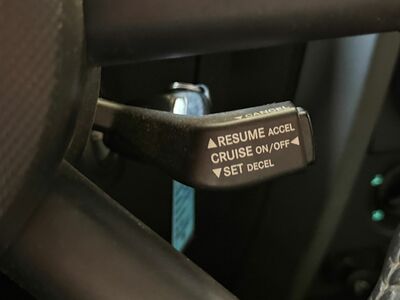 ▼CANCEL
▲RESUME ACCEL
CRUISE ON/OFF◀
▼SET DECEL